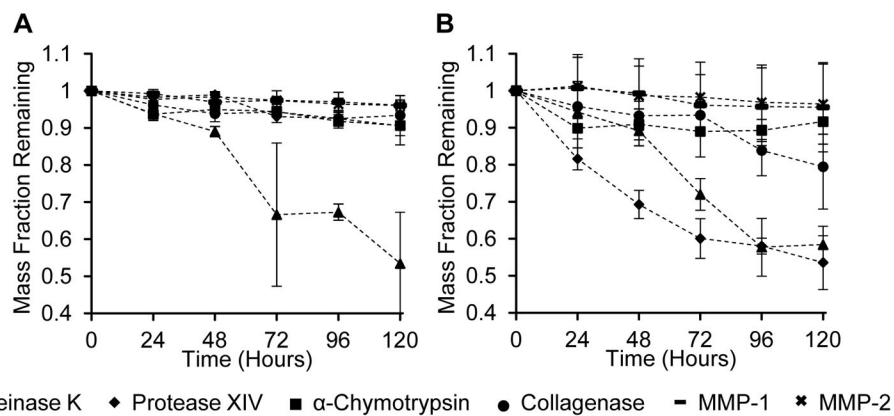 A
B
Mass Fraction Remaining
1.1
1
0.9
0.8
0.7
0.6
0.5
0.4
0 24 48 72 96 120
Time (Hours)
Mass Fraction Remaining
1.1
1
0.9
0.8
0.7
0.6
0.5
0.4
0 24 48 72 96 120
Time (Hours)
einase K Protease XIV α-Chymotrypsin Collagenase MMP-1 MMP-2